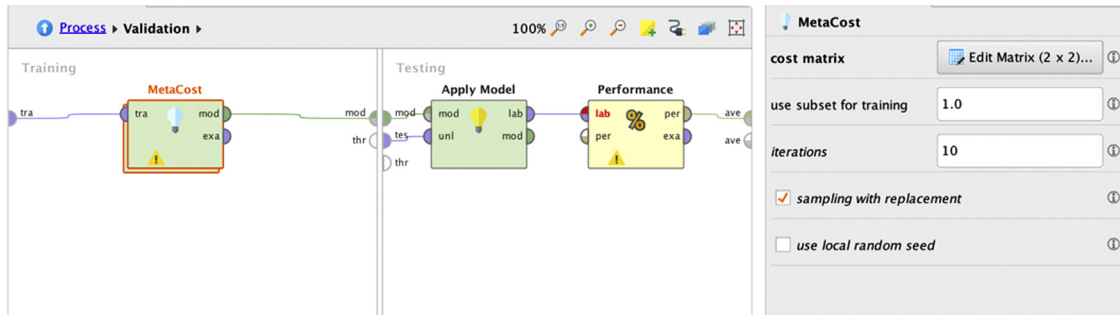 Process Validation
100%
MetaCost
Training
Testing
cost matrix
Edit Matrix (2 x 2)...
MetaCost
Apply Model
Performance
use subset for training
1.0
tra
tra
mod
mod
mod
mod
lab
lab
per
ave
exa
thr
tes
unl
mod
per
exa
ave
thr
iterations
10
sampling with replacement
use local random seed